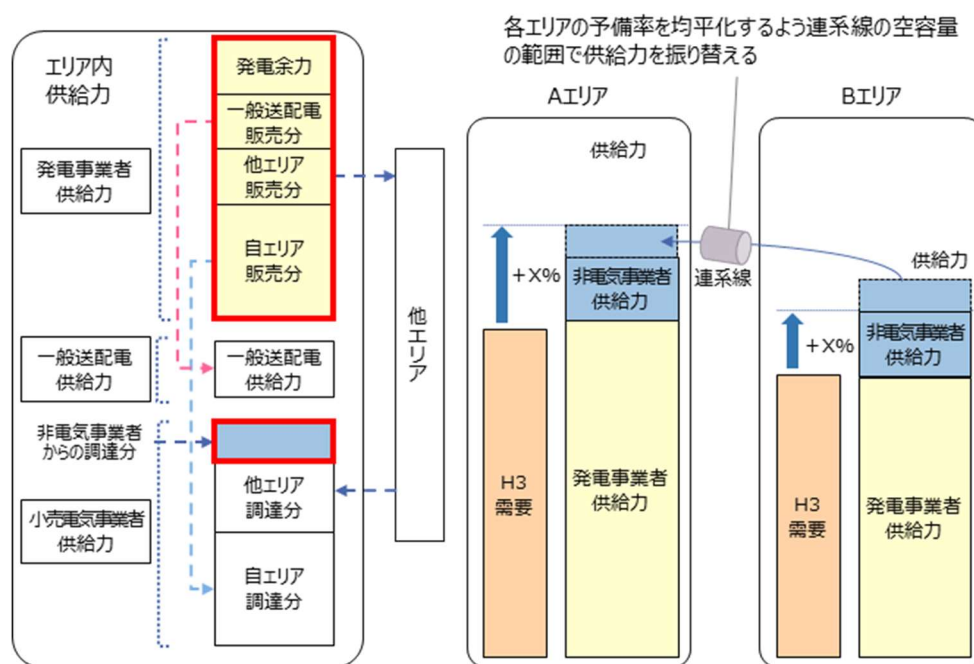 各エリアの予備率を均平化するよう連系線の空容量
の範囲で供給力を振り替える
エリア内
供給力
発電事業者
供給力
一般送配電
供給力
非電気事業者
からの調達分
小売電気事業者
供給力
発電余力
一般送配電
販売分
他エリア
販売分
自エリア
販売分
一般送配電
供給力
他エリア
調達分
自エリア
調達分
他エリア
Aエリア
供給力
+X%
非電気事業者
供給力
H3
需要
発電事業者
供給力
連系線
Bエリア
供給力
+X%
非電気事業者
供給力
H3
需要
発電事業者
供給力